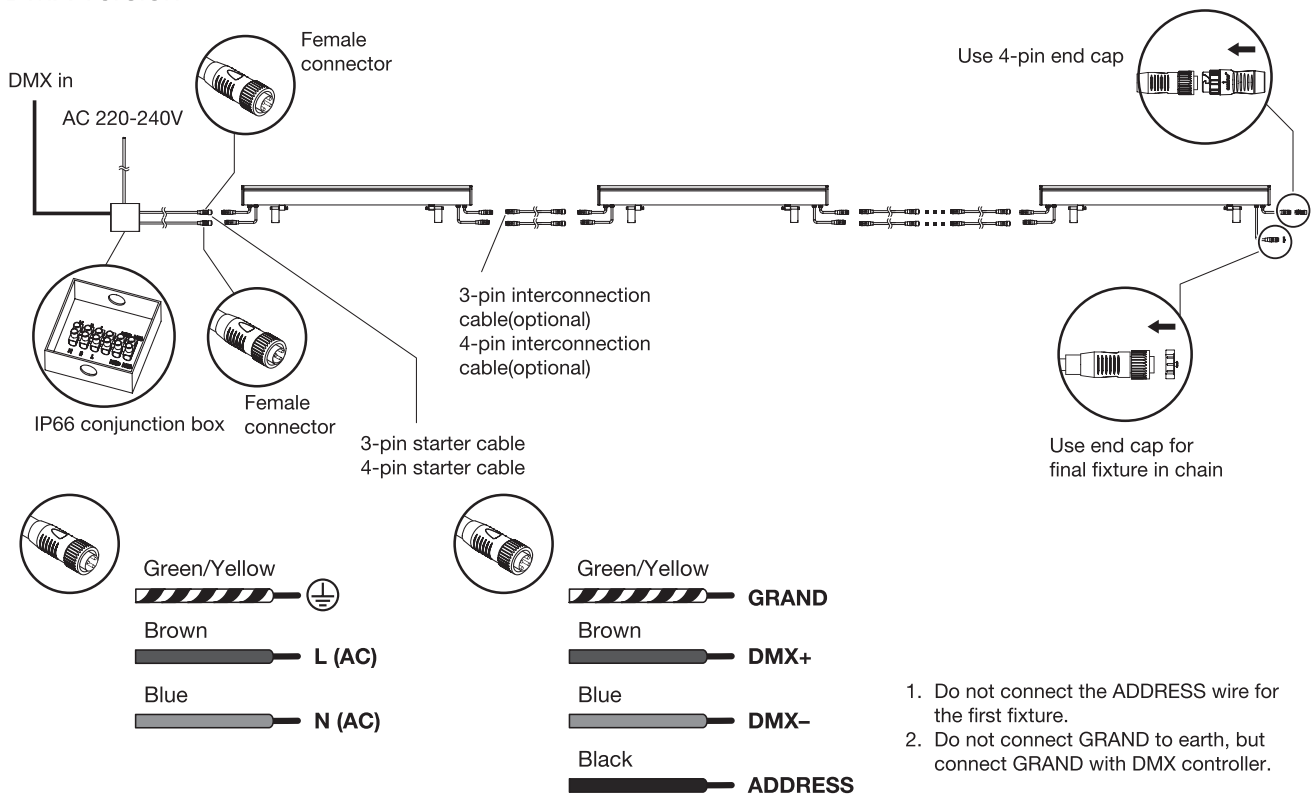 Female
connector
Use 4-pin end cap
DMX in
AC 220-240V
3-pin interconnection
cable(optional)
4-pin interconnection
cable(optional)
IP66 conjunction box
Female
connector
3-pin starter cable
4-pin starter cable
Use end cap for
final fixture in chain
Green/Yellow
Brown
L (AC)
Blue
N (AC)
Green/Yellow
GRAND
Brown
DMX+
Blue
DMX–
Black
ADDRESS
1. Do not connect the ADDRESS wire for
the first fixture.
2. Do not connect GRAND to earth, but
connect GRAND with DMX controller.